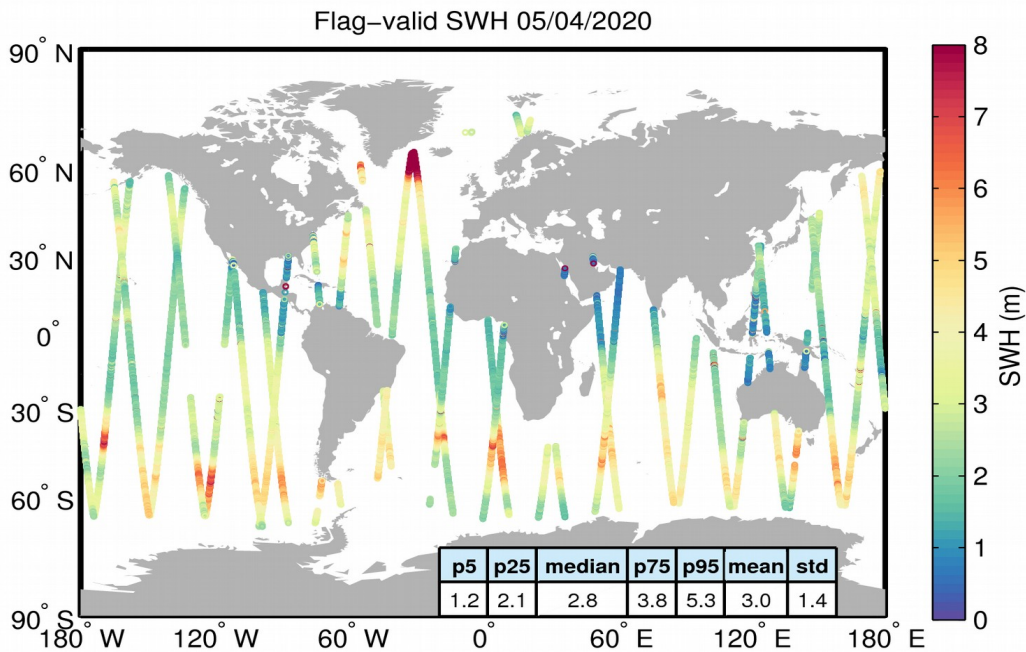 Flag−valid SWH 05/04/2020
90° N
60° N
30° N
0°
30° S
60° S
90° S
180° W
120° W
60° W
0°
60° E
120° E
180° E
p5 p25 median p75 p95 mean std
1.2 2.1 2.8 3.8 5.3 3.0 1.4
8
7
6
5
4
3
2
1
0
SWH (m)